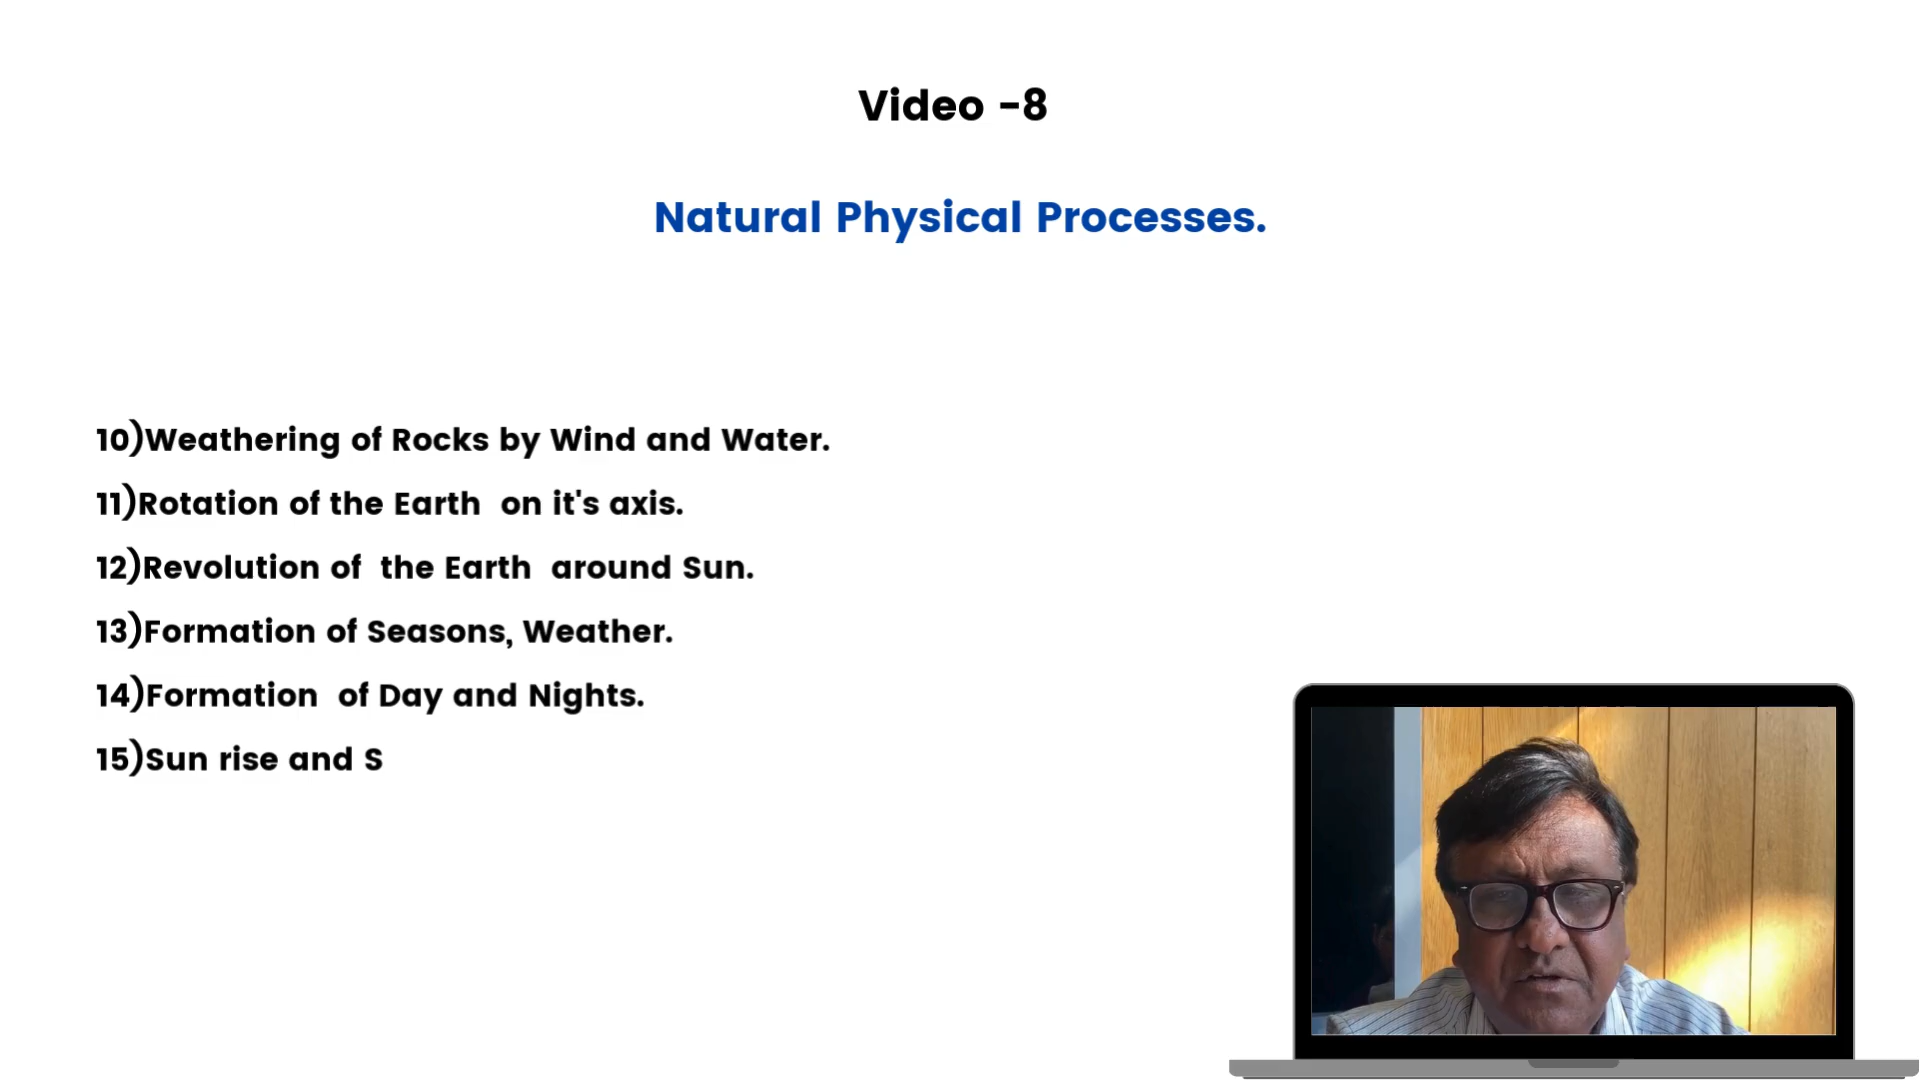 Video -8
Natural Physical Processes.
10)Weathering of Rocks by Wind and Water.
11)Rotation of the Earth  on it's axis.
12)Revolution of  the Earth  around Sun.
13)Formation of Seasons, Weather.
14)Formation  of Day and Nights.
15)Sun rise and S